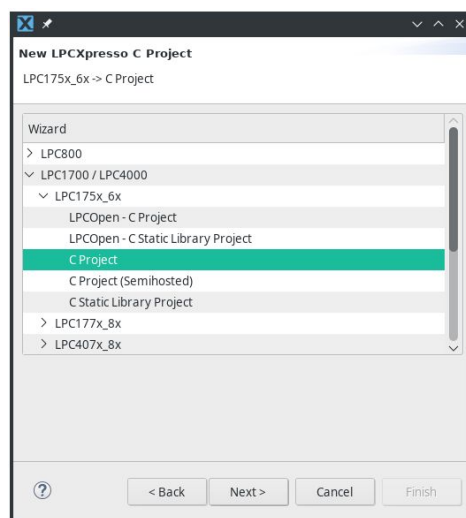 New LPCXpresso C Project
LPC175x_6x -> C Project
Wizard
LPC800
LPC1700 / LPC4000
LPC175x_6x
LPCOpen - C Project
LPCOpen - C Static Library Project
C Project
C Project (Semihosted)
C Static Library Project
LPC177x_8x
LPC407x_8x
< Back Next > Cancel Finish